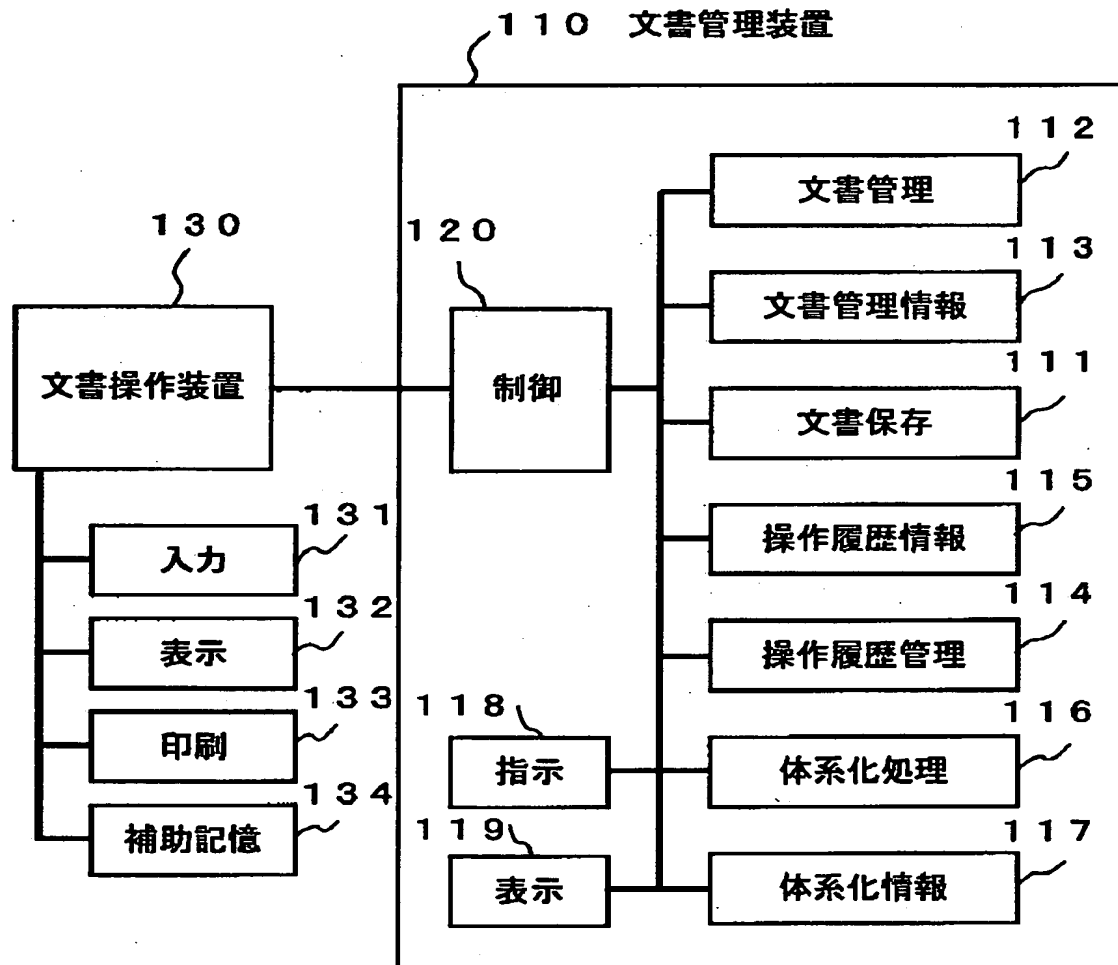 １１０　文書管理装置
１１２
文書管理
１３０
１２０
１１３
文書管理情報
文書操作装置
制御
１１１
文書保存
１１５
操作履歴情報
１３１
入力
１３２
表示
１１４
操作履歴管理
１３３
印刷
１１８
指示
１１６
体系化処理
１３４
補助記憶
１１９
表示
１１７
体系化情報